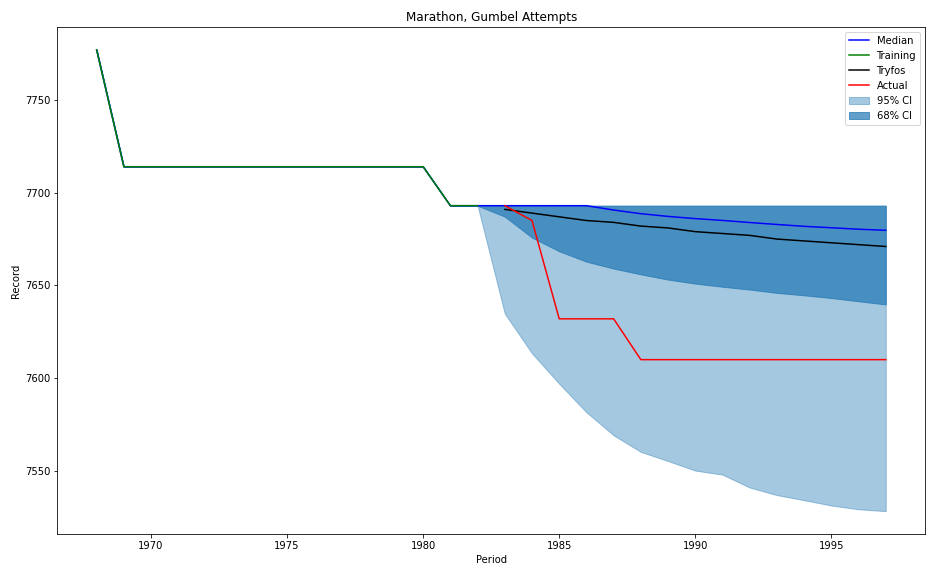 Marathon, Gumbel Attempts
Median
Training
Tryfos
Actual
95% CI
68% CI
Record
7750
7700
7650
7600
7550
1970
1975
1980
1985
1990
1995
Period